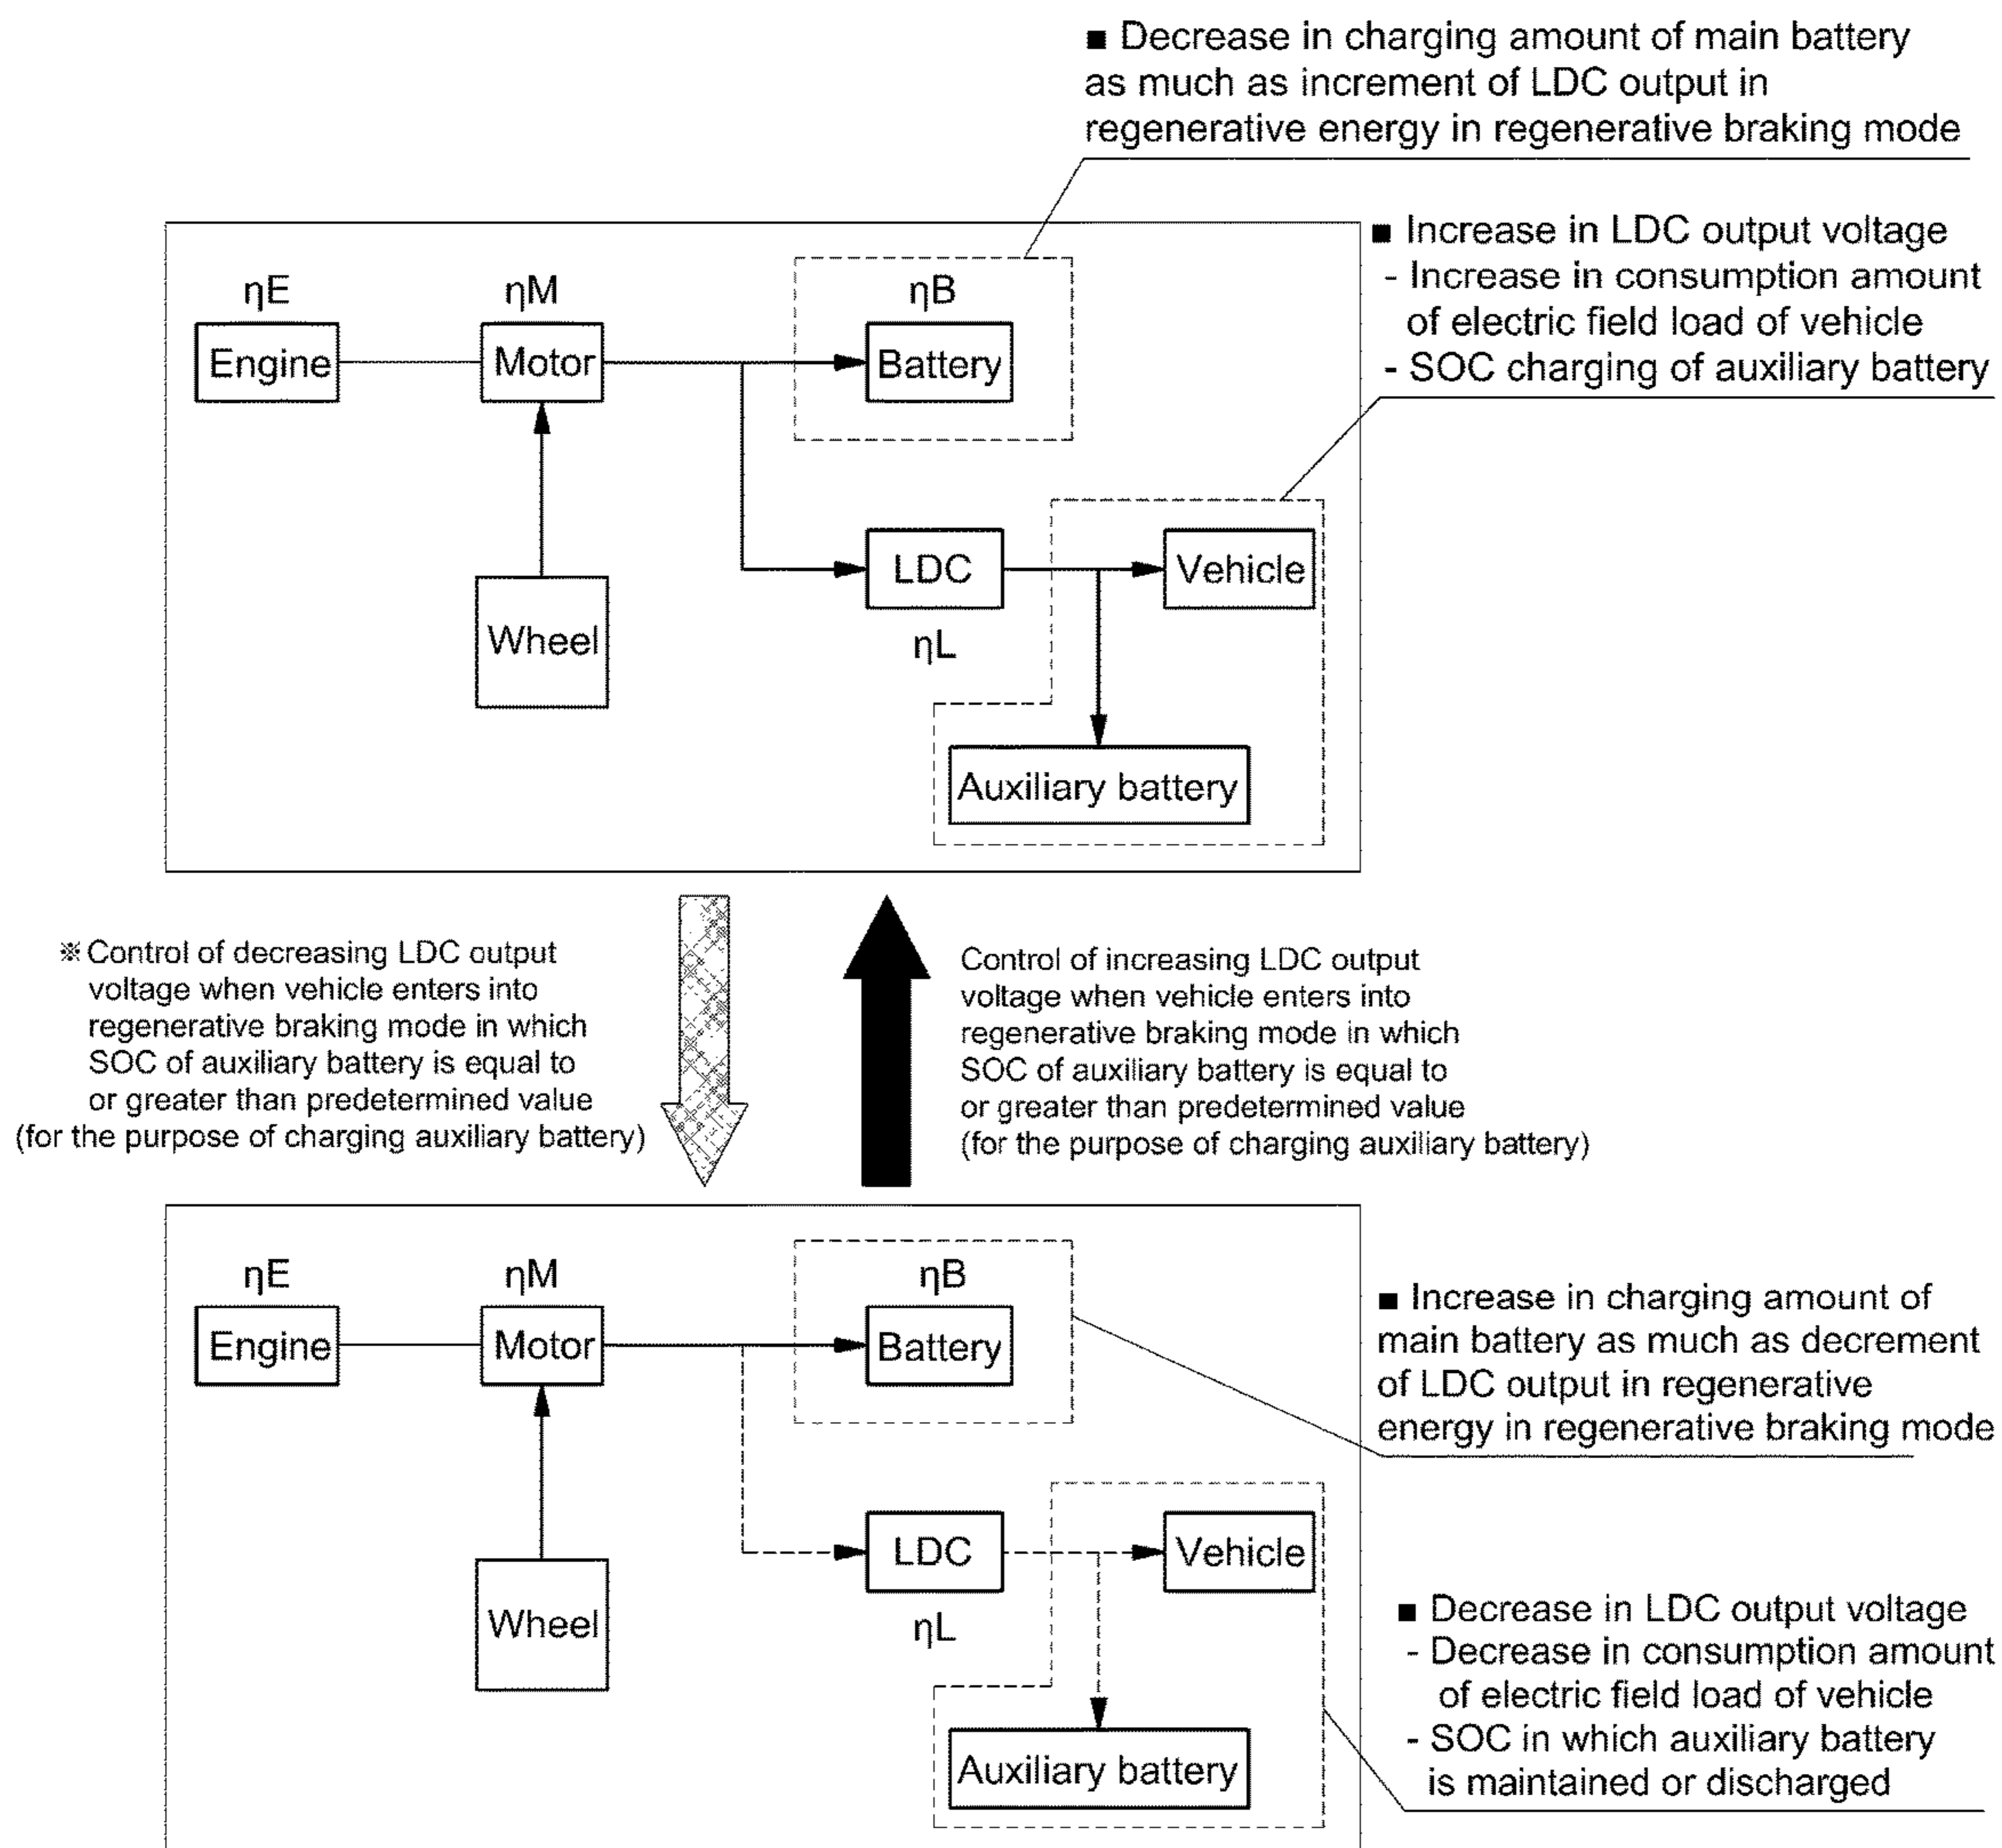 ■ Decrease in charging amount of main battery
as much as increment of LDC output in
regenerative energy in regenerative braking mode
■ Increase in LDC output voltage
- Increase in consumption amount
of electric field load of vehicle
- SOC charging of auxiliary battery
ηE
ηM
ηB
Engine
Motor
Battery
LDC
Vehicle
ηL
Wheel
Auxiliary battery
※ Control of decreasing LDC output
voltage when vehicle enters into
regenerative braking mode in which
SOC of auxiliary battery is equal to
or greater than predetermined value
(for the purpose of charging auxiliary battery)
Control of increasing LDC output
voltage when vehicle enters into
regenerative braking mode in which
SOC of auxiliary battery is equal to
or greater than predetermined value
(for the purpose of charging auxiliary battery)
ηE
ηM
ηB
Engine
Motor
Battery
LDC
Vehicle
ηL
Wheel
Auxiliary battery
■ Increase in charging amount of
main battery as much as decrement
of LDC output in regenerative
energy in regenerative braking mode
■ Decrease in LDC output voltage
- Decrease in consumption amount
of electric field load of vehicle
- SOC in which auxiliary battery
is maintained or discharged